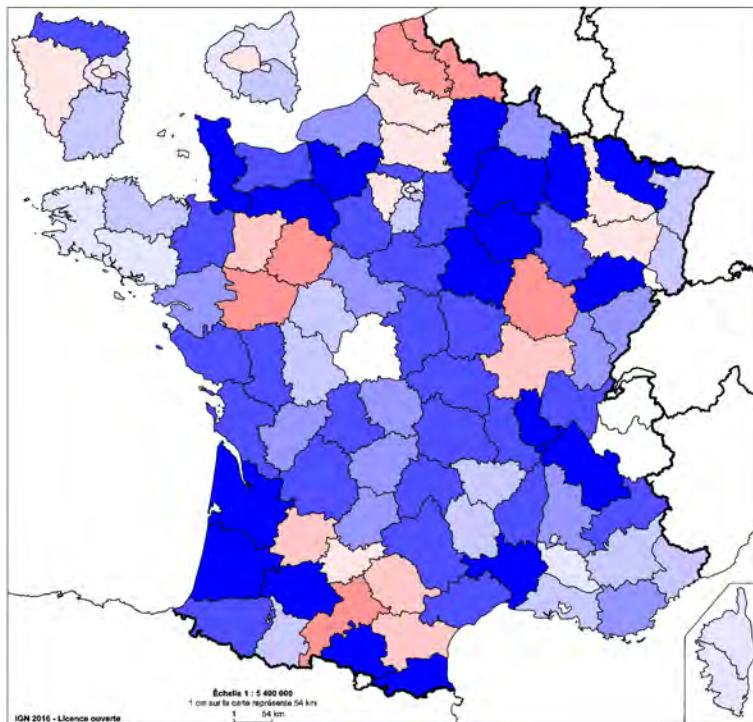 Échelle 1 : 5 400 000
1 cm sur la carte représente 54 km
1 54 km
IGN 2016 - Licence ouverte